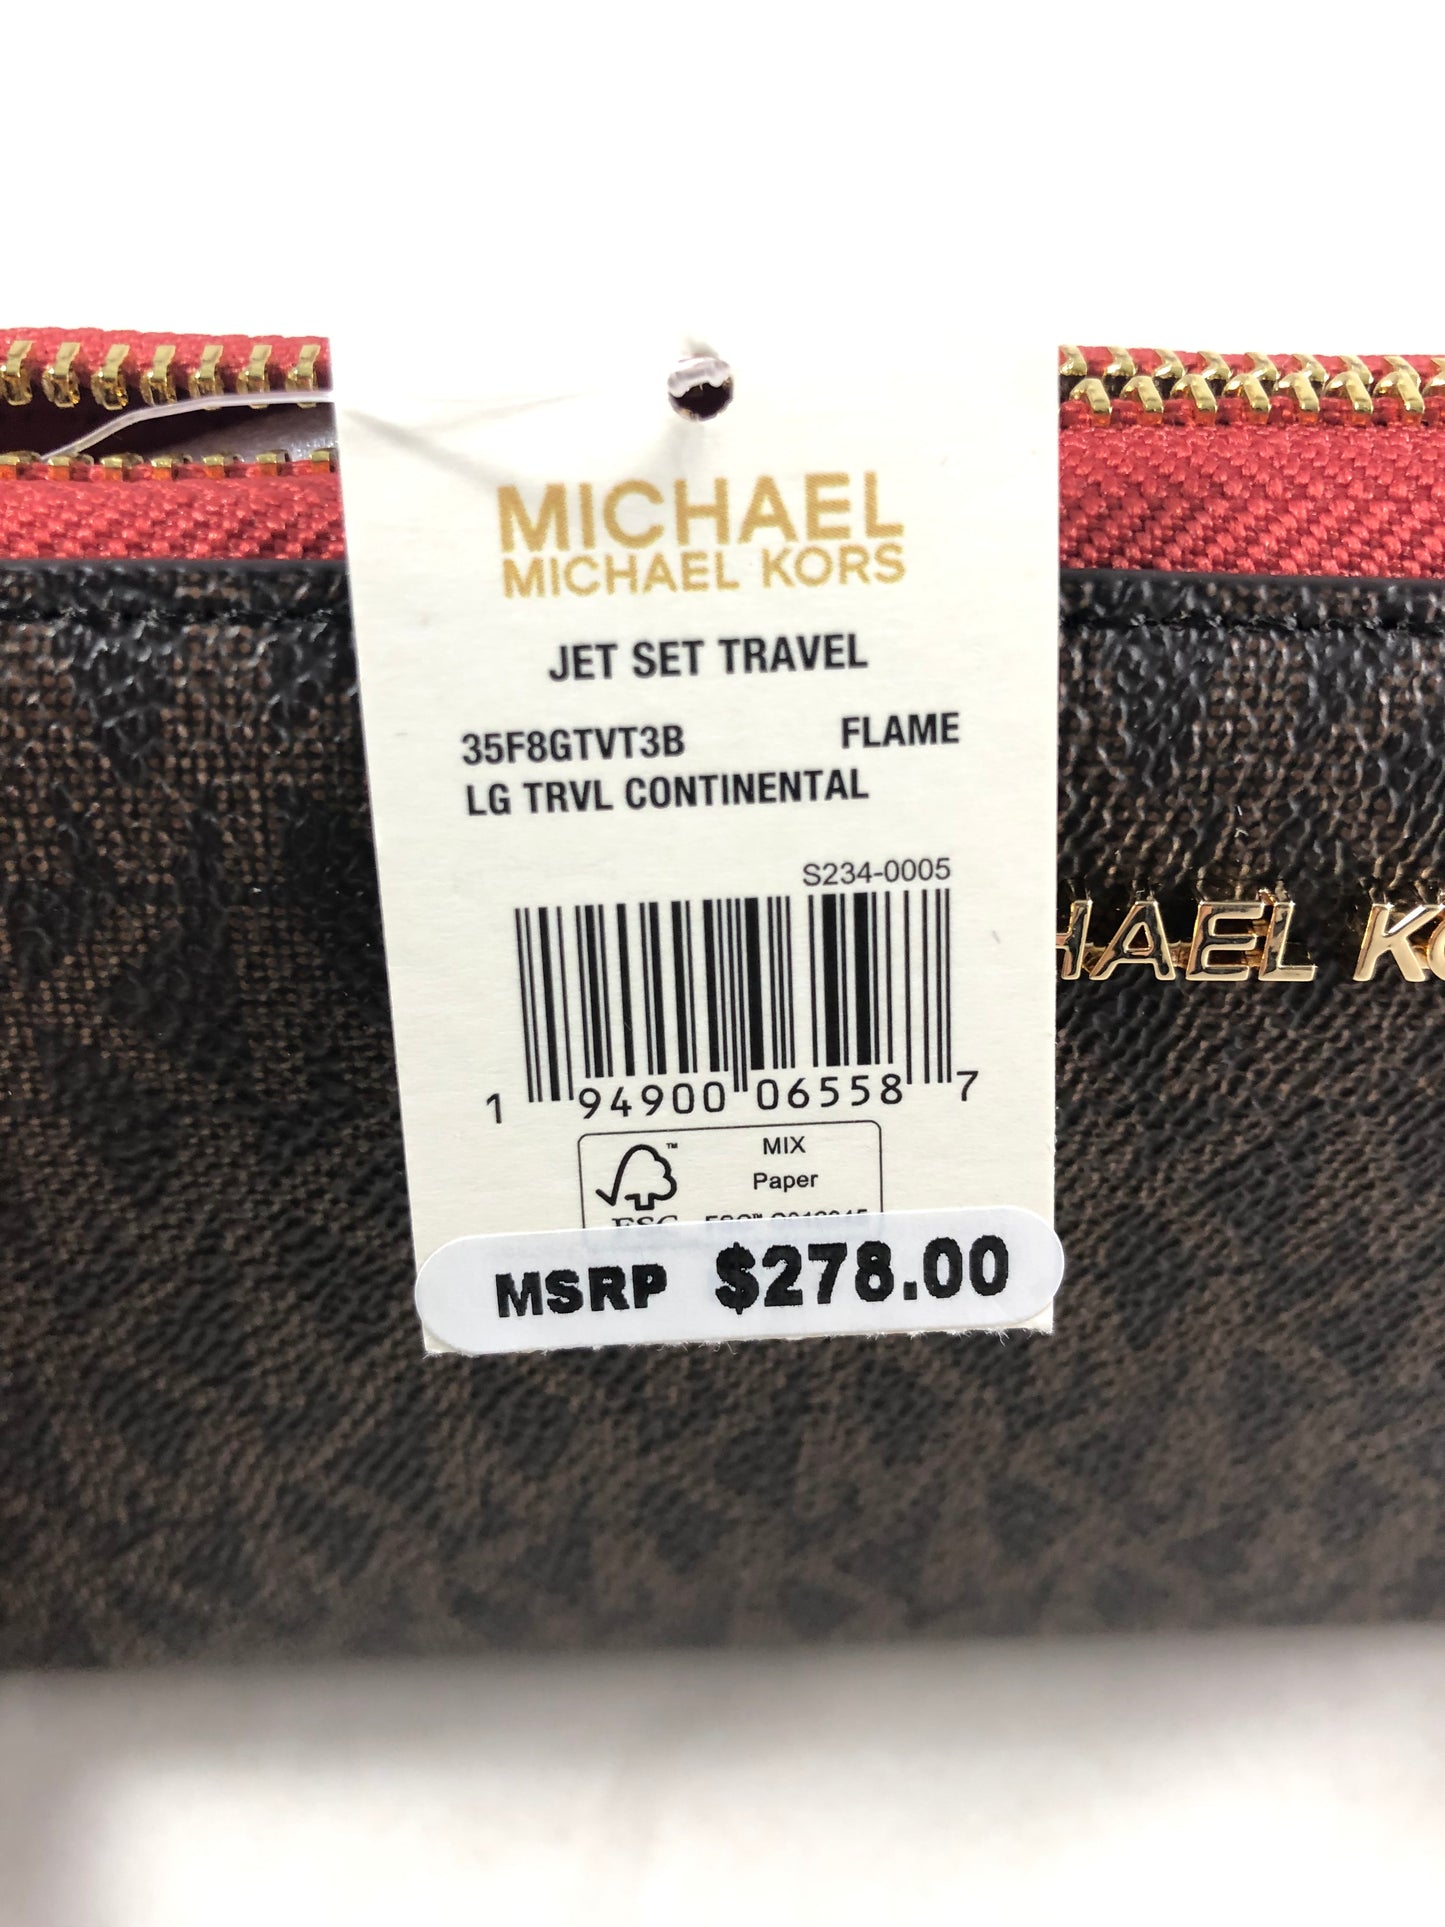 MICHAEL
MICHAEL KORS
JET SET TRAVEL
35F8GTVT3B FLAME
LG TRVL CONTINENTAL
S234-0005
1 94900 06558 7
HAEL KO
™ MIX
Paper
MSRP $278.00